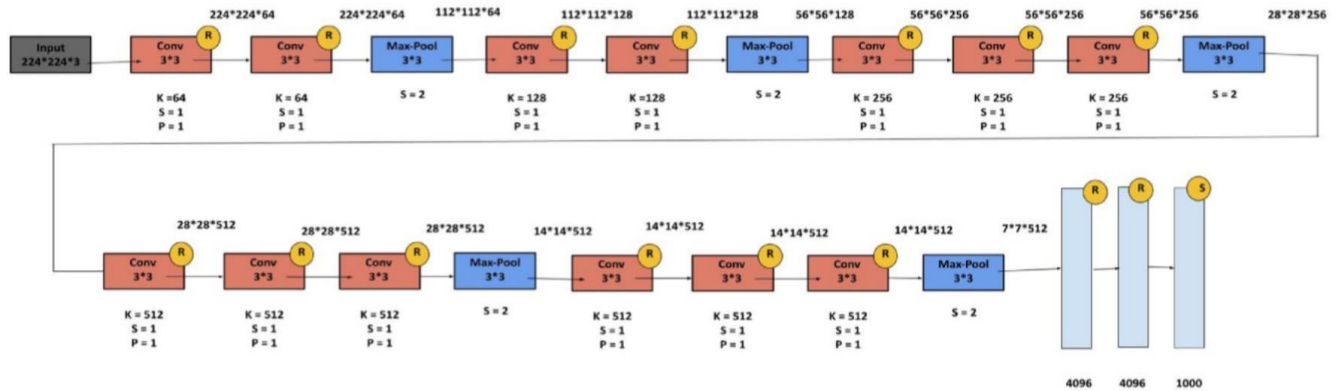 224*224*64
224*224*64
112*112*64
112*112*128
112*112*128
56*56*128
56*56*256
56*56*256
56*56*256
28*28*256
Input
224*224*3
Conv
3*3
R
Conv
3*3
R
Max-Pool
3*3
Conv
3*3
R
Conv
3*3
R
Max-Pool
3*3
Conv
3*3
R
Conv
3*3
R
Conv
3*3
R
Max-Pool
3*3
K =64
S = 1
P = 1
K = 64
S = 1
P = 1
S = 2
K = 128
S = 1
P = 1
K =128
S = 1
P = 1
S = 2
K = 256
S = 1
P = 1
K = 256
S = 1
P = 1
K = 256
S = 1
P = 1
S = 2
28*28*512
28*28*512
28*28*512
14*14*512
14*14*512
14*14*512
14*14*512
7*7*512
Conv
3*3
R
Conv
3*3
R
Conv
3*3
R
Max-Pool
3*3
Conv
3*3
R
Conv
3*3
R
Conv
3*3
R
Max-Pool
3*3
R
R
S
K = 512
S = 1
P = 1
K = 512
S = 1
P = 1
K = 512
S = 1
P = 1
S = 2
K = 512
S = 1
P = 1
K = 512
S = 1
P = 1
K = 512
S = 1
P = 1
S = 2
4096
4096
1000